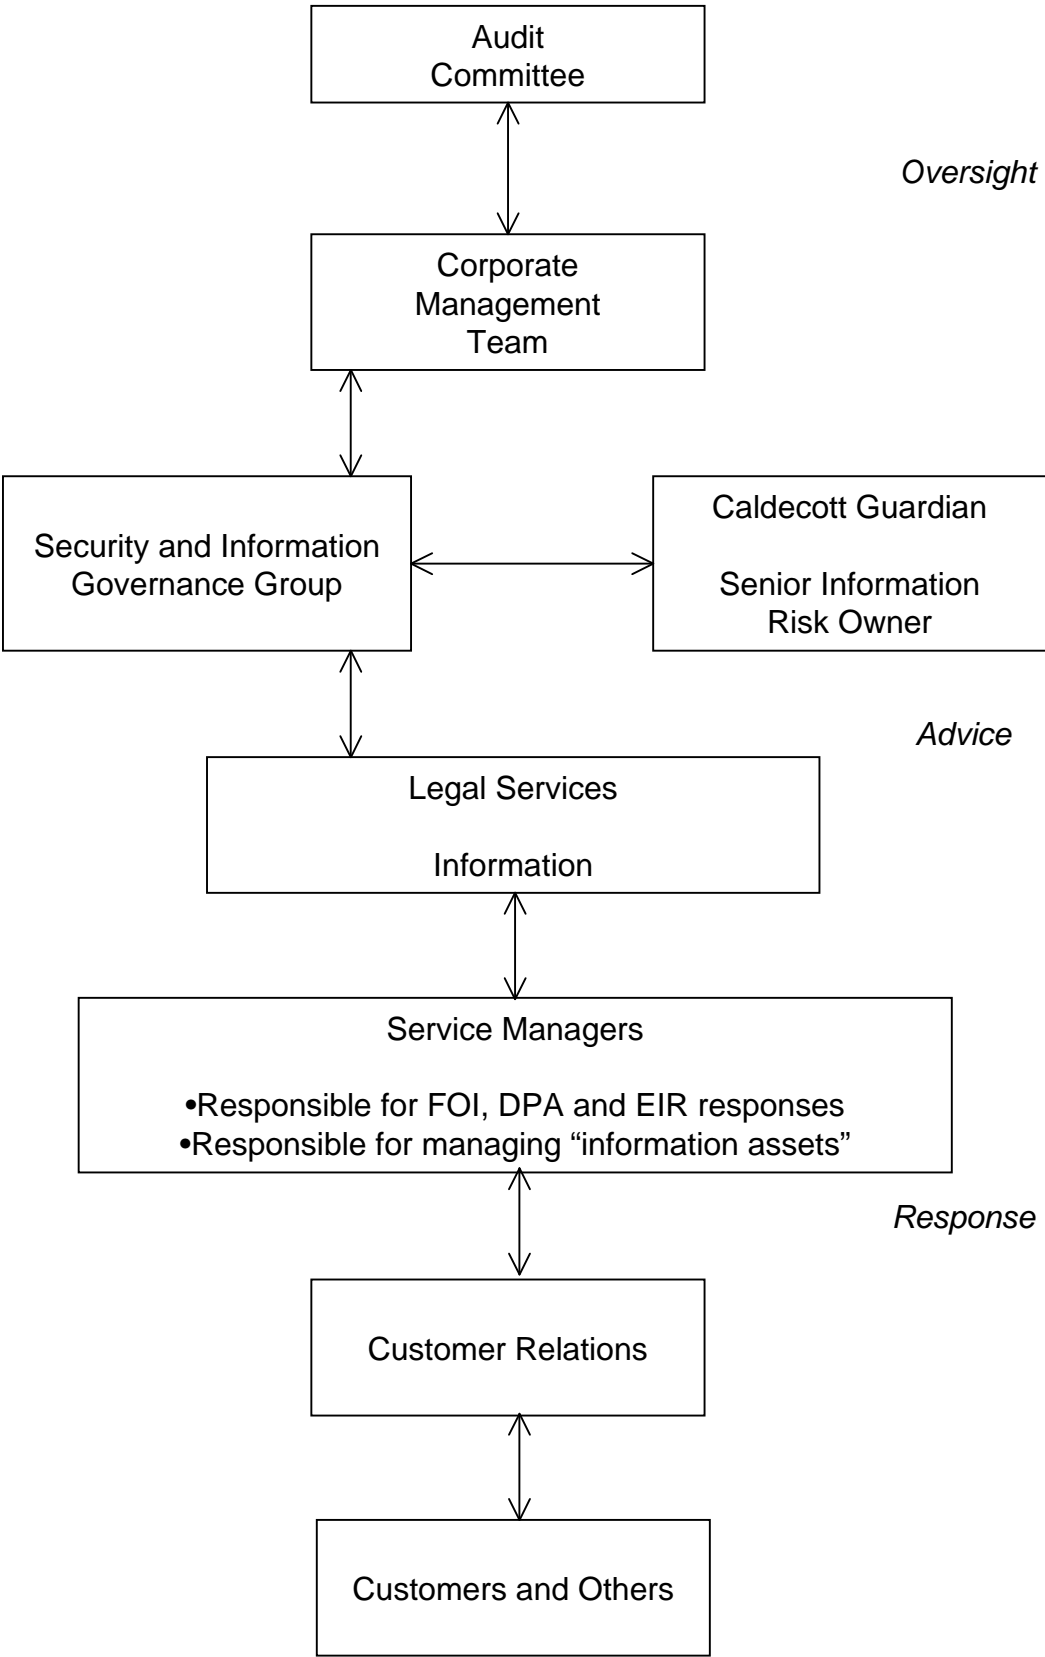 Audit
Committee
Oversight
Corporate
Management
Team
Security and Information
Governance Group
Caldecott Guardian
Senior Information
Risk Owner
Advice
Legal Services
Information
Service Managers
•Responsible for FOI, DPA and EIR responses
•Responsible for managing “information assets”
Response
Customer Relations
Customers and Others